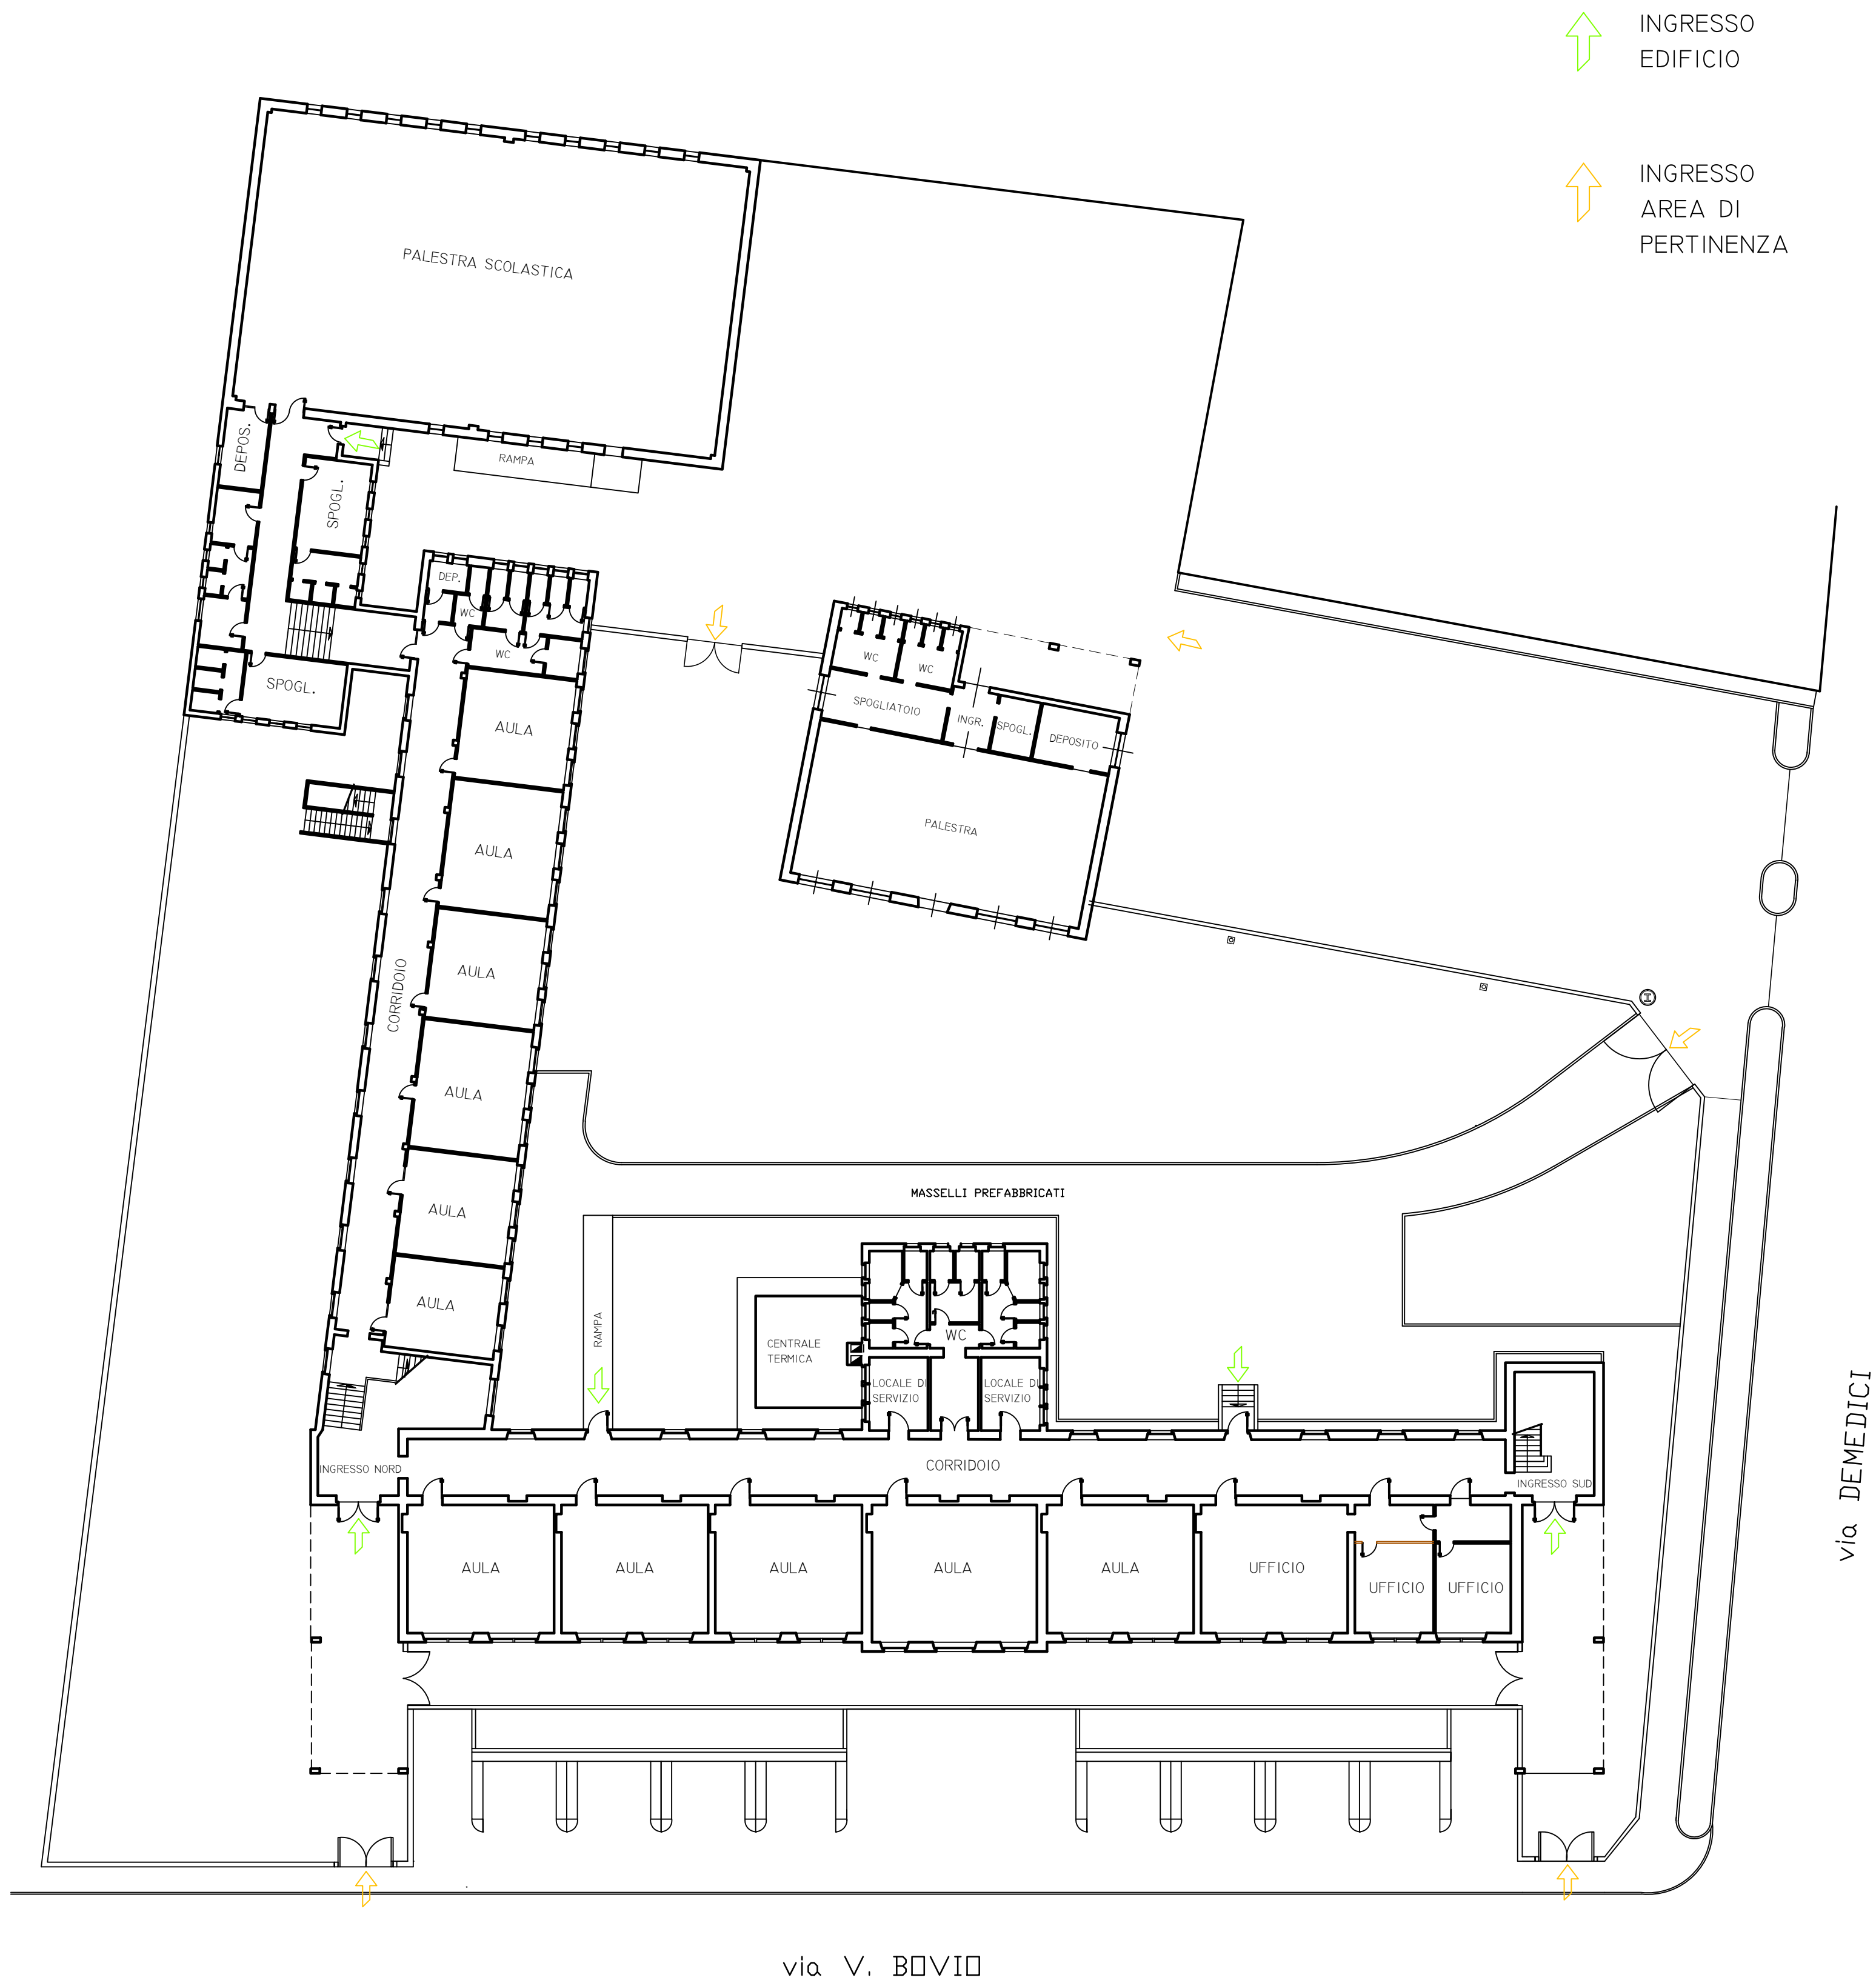 INGRESSO
EDIFICIO
INGRESSO
AREA DI
PERTINENZA
PALESTRA SCOLASTICA
DEPOS.
SPOGL.
RAMPA
DEP.
WC
WC
SPOGL.
AULA
WC
WC
SPOGLIATOIO
INGR.
SPOGL.
DEPOSITO
PALESTRA
AULA
AULA
CORRIDOIO
AULA
AULA
AULA
MASSELLI PREFABBRICATI
RAMPA
CENTRALE
TERMICA
WC
LOCALE DI
SERVIZIO
LOCALE DI
SERVIZIO
INGRESSO NORD
CORRIDOIO
INGRESSO SUD
AULA
AULA
AULA
AULA
AULA
UFFICIO
UFFICIO
UFFICIO
via DEMEDICI
via V. BOVIO